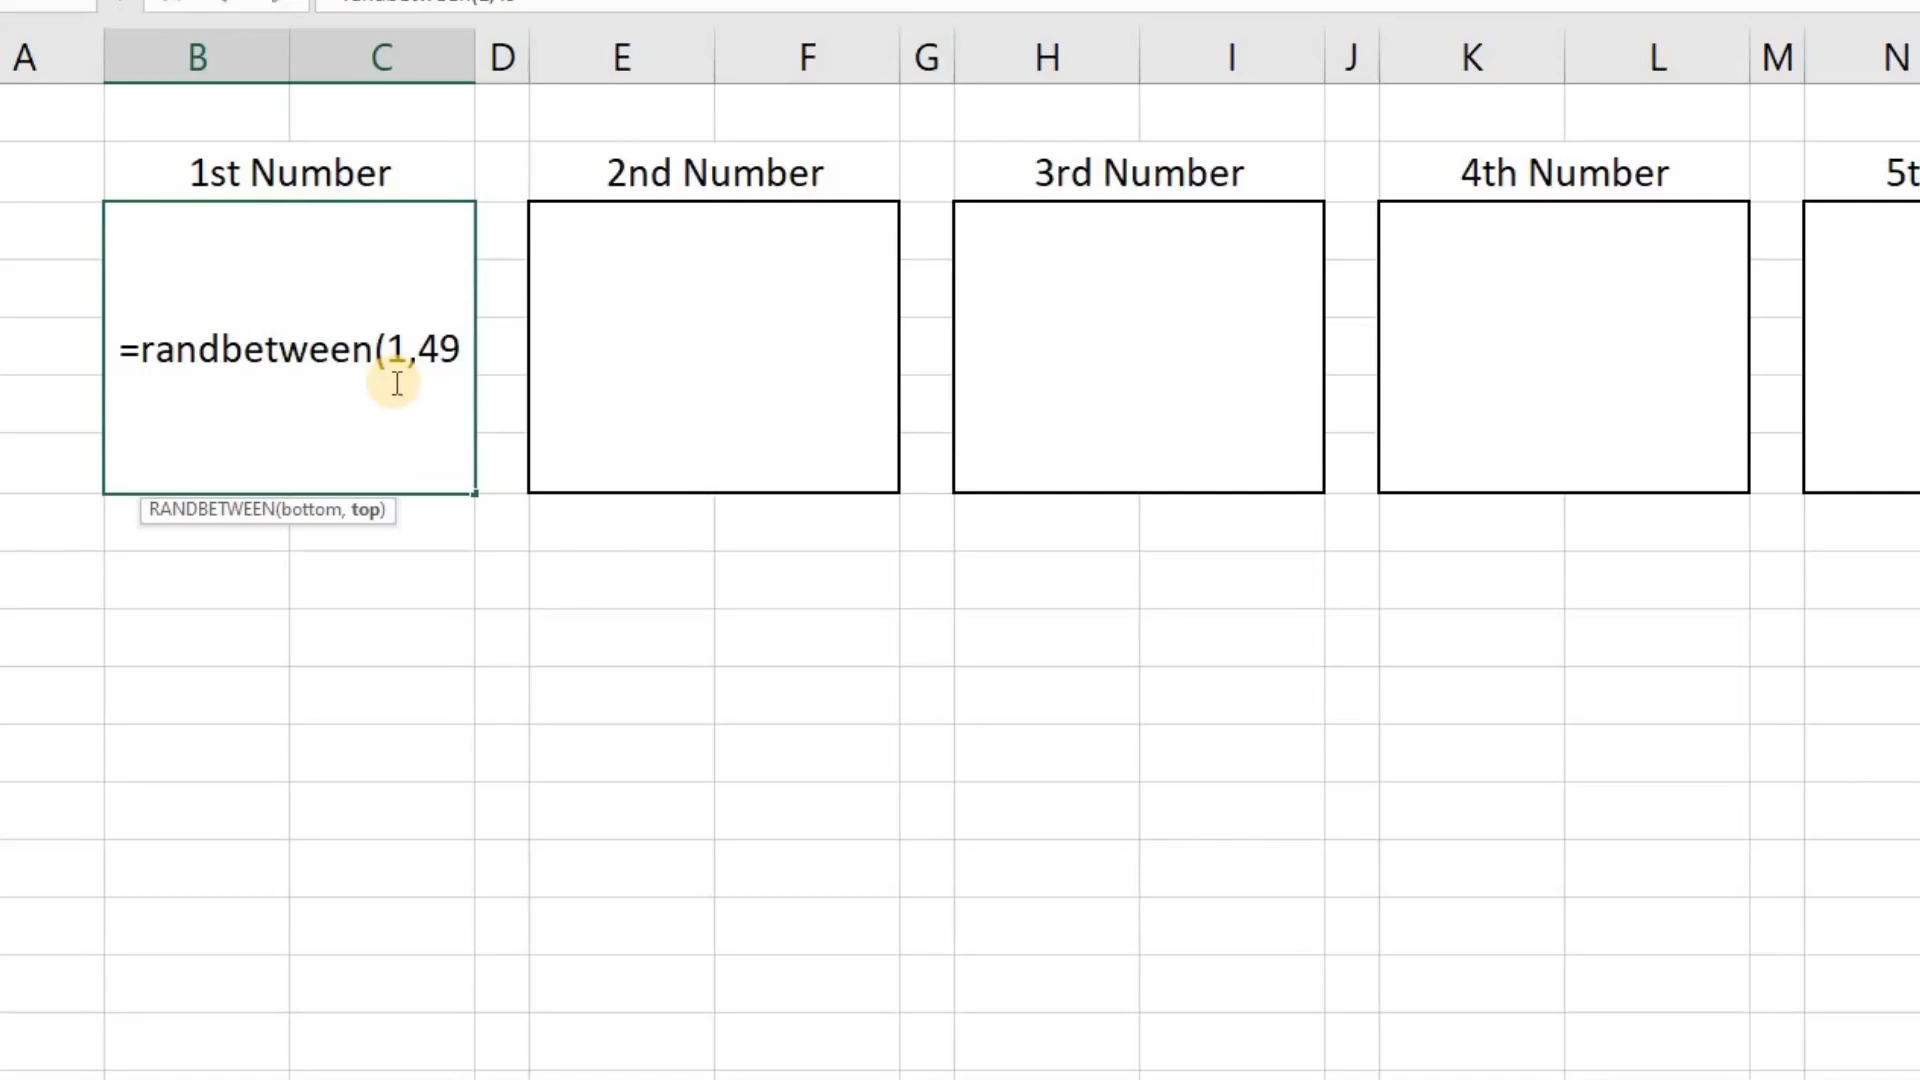 A B C D E F G H I J K L M N
1st Number 2nd Number 3rd Number 4th Number 5t
=randbetween(1,49
RANDBETWEEN(bottom, top)